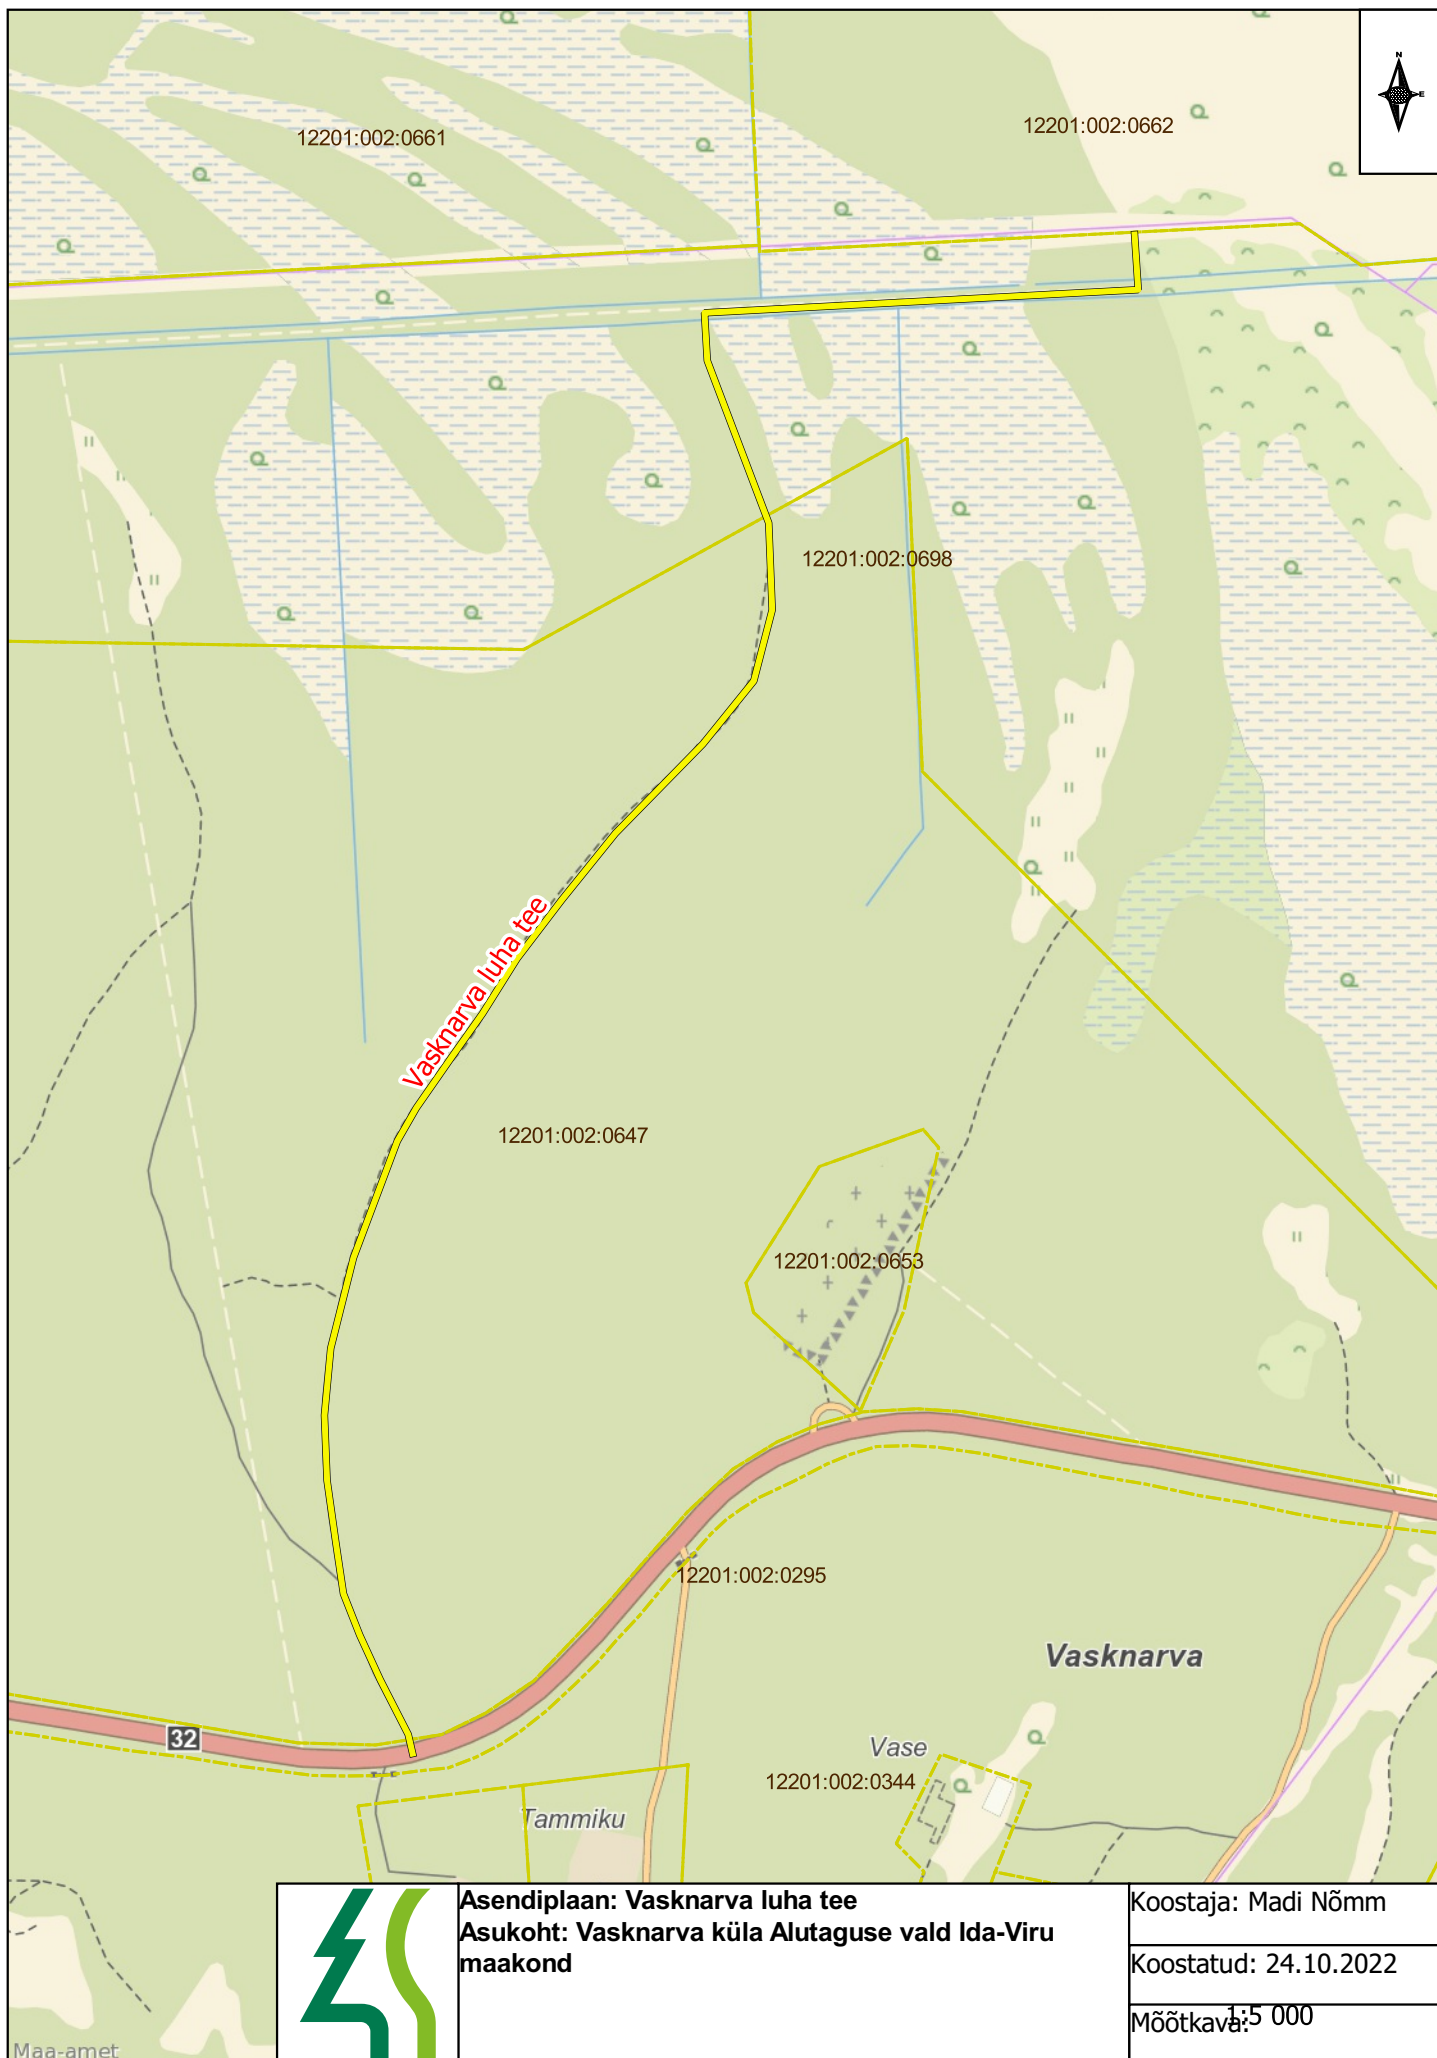 N
E
12201:002:0661
12201:002:0662
12201:002:0698
Vasknarva luha tee
12201:002:0647
12201:002:0653
12201:002:0295
Vasknarva
32
Vase
12201:002:0344
Tammiku
Asendiplaan: Vasknarva luha tee
Asukoht: Vasknarva küla Alutaguse vald Ida-Viru
maakond
Koostaja: Madi Nõmm
Koostatud: 24.10.2022
Mõõtkava: 1:5 000
Maa-amet